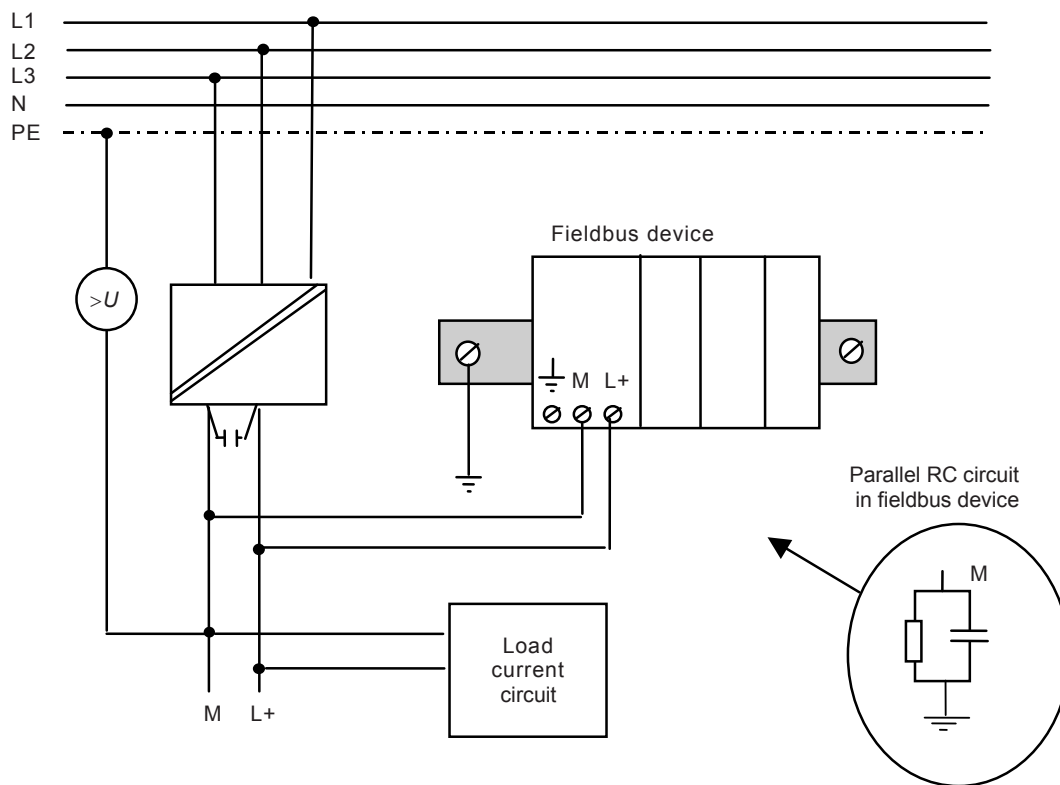 L1
L2
L3
N
PE
Fieldbus device
>U
M L+
Parallel RC circuit
in fieldbus device
M
Load
current
circuit
M L+